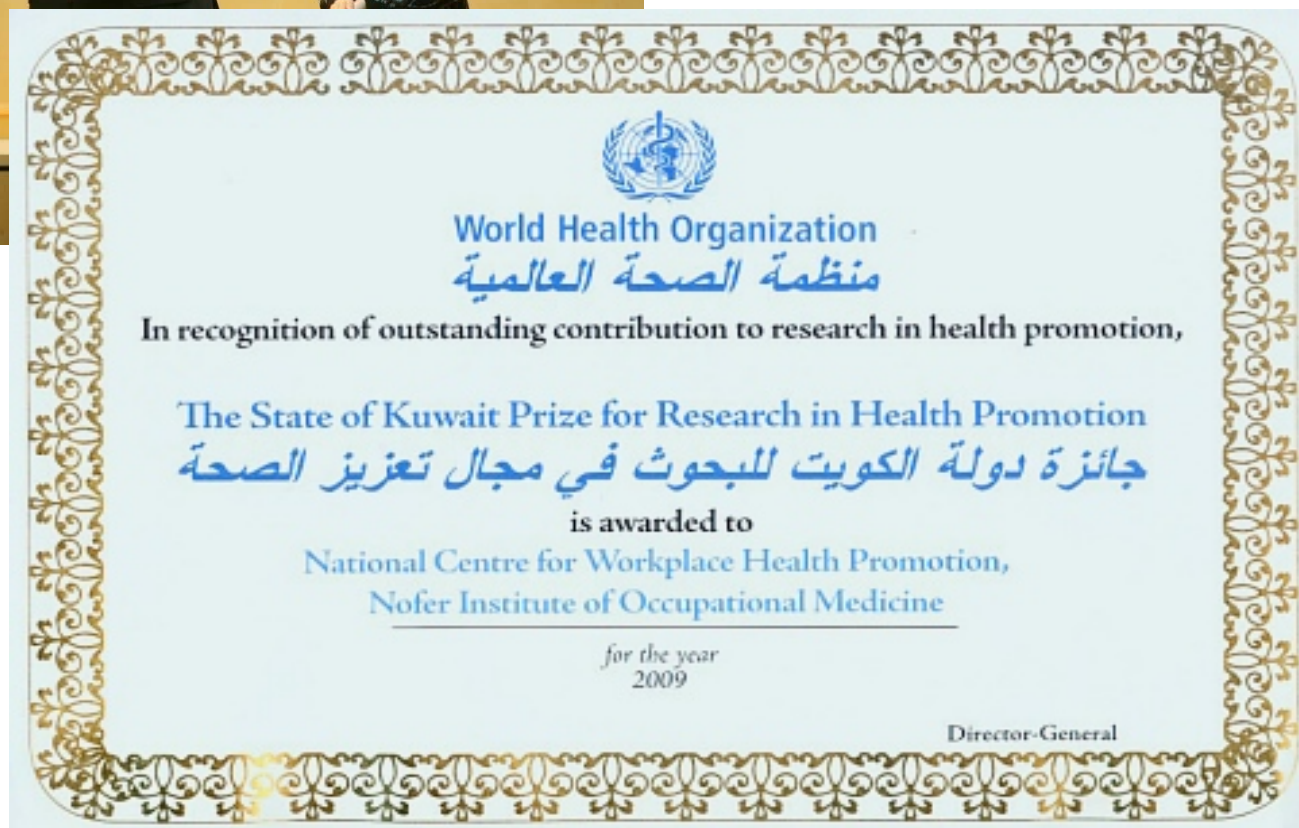 World Health Organization
منظمة الصحة العالمية
In recognition of outstanding contribution to research in health promotion,
The State of Kuwait Prize for Research in Health Promotion
جائزة دولة الكويت للبحوث في مجال تعزيز الصحة
is awarded to
National Centre for Workplace Health Promotion,
Nofer Institute of Occupational Medicine
for the year
2009
Director-General